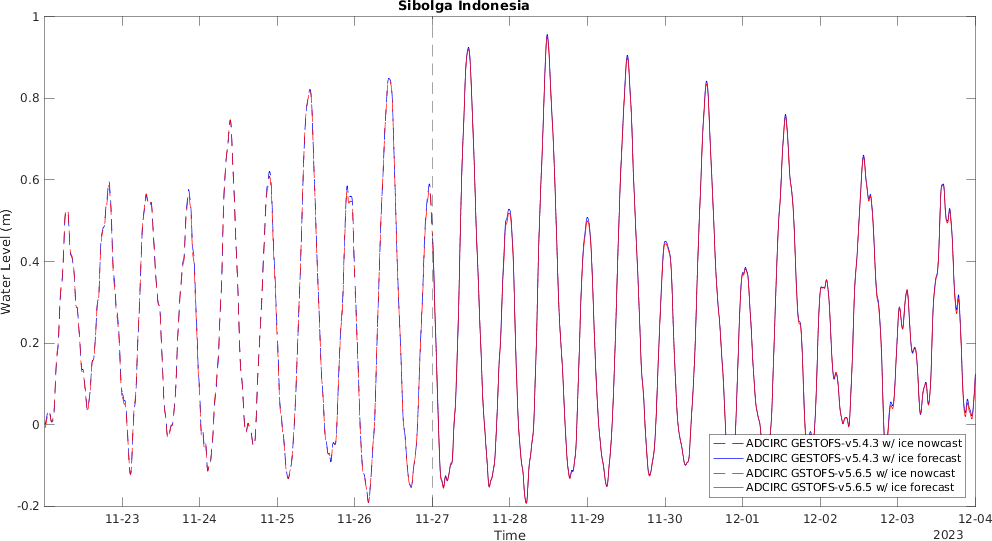 Sibolga Indonesia
Water Level (m)
1
0.8
0.6
0.4
0.2
0
-0.2
11-23
11-24
11-25
11-26
11-27
11-28
11-29
11-30
12-01
12-02
12-03
12-04
2023
Time
ADCIRC GESTOFS-v5.4.3 w/ ice nowcast
ADCIRC GESTOFS-v5.4.3 w/ ice forecast
ADCIRC GSTOFS-v5.6.5 w/ ice nowcast
ADCIRC GSTOFS-v5.6.5 w/ ice forecast